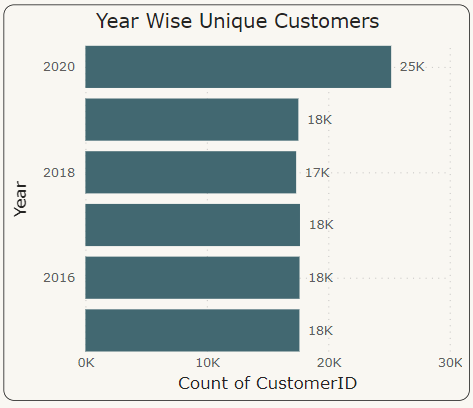 Year Wise Unique Customers
2020
25K
18K
2018
17K
18K
2016
18K
18K
Year
0K 10K 20K 30K
Count of CustomerID